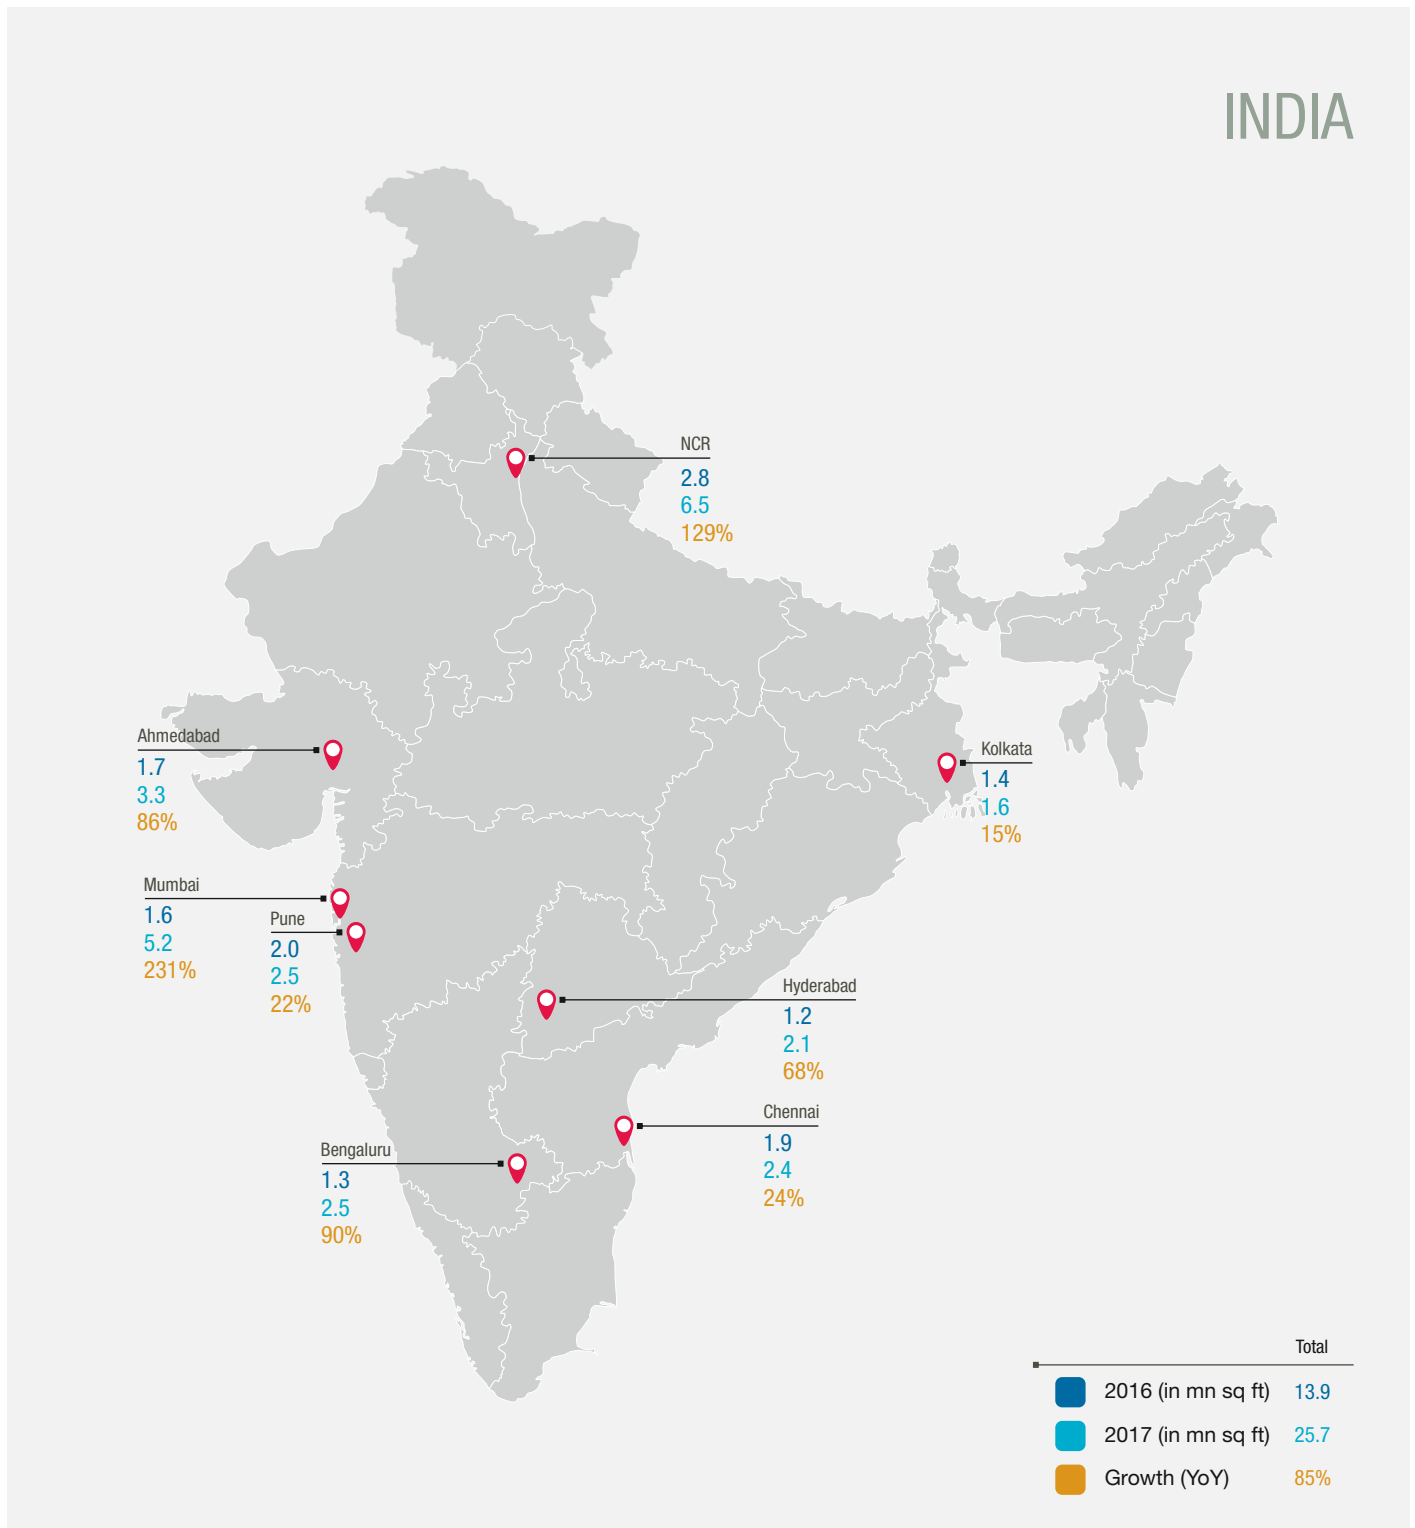 INDIA
NCR
2.8
6.5
129%
Ahmedabad
1.7
3.3
86%
Kolkata
1.4
1.6
15%
Mumbai
1.6
5.2
231%
Pune
2.0
2.5
22%
Hyderabad
1.2
2.1
68%
Chennai
1.9
2.4
24%
Bengaluru
1.3
2.5
90%
Total
2016 (in mn sq ft) 13.9
2017 (in mn sq ft) 25.7
Growth (YoY) 85%